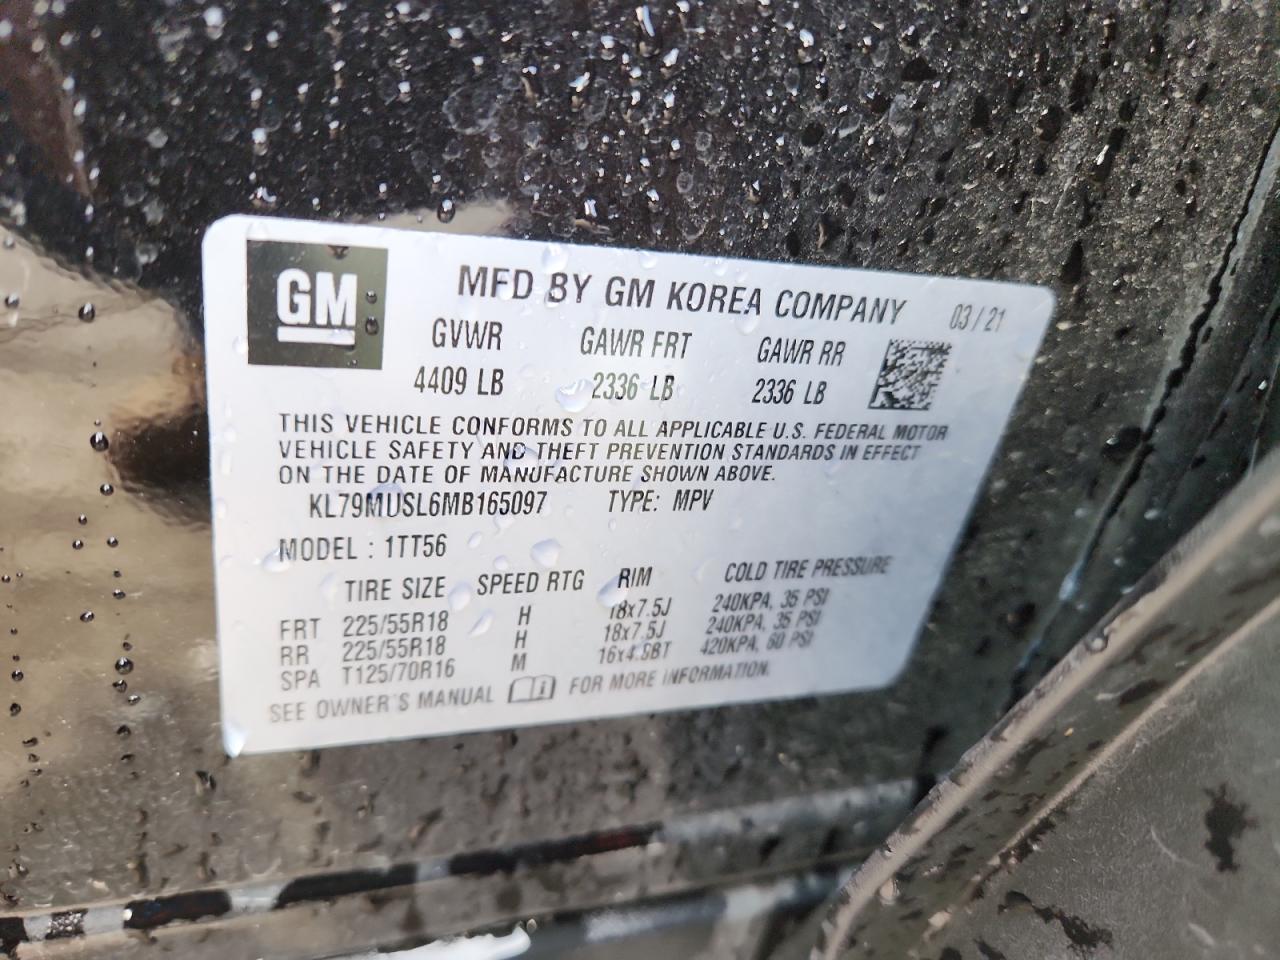 GM
MFD BY GM KOREA COMPANY 03/21
GVWR GAWR FRT GAWR RR
4409 LB 2336 LB 2336 LB
THIS VEHICLE CONFORMS TO ALL APPLICABLE U.S. FEDERAL MOTOR
VEHICLE SAFETY AND THEFT PREVENTION STANDARDS IN EFFECT
ON THE DATE OF MANUFACTURE SHOWN ABOVE.
KL79MUSL6MB165097 TYPE: MPV
MODEL : 1TT56
TIRE SIZE SPEED RTG RIM COLD TIRE PRESSURE
FRT 225/55R18 H 18x7.5J 240KPA, 35 PSI
RR 225/55R18 H 18x7.5J 240KPA, 35 PSI
SPA T125/70R16 M 16x4.5BT 420KPA, 60 PSI
SEE OWNER'S MANUAL FOR MORE INFORMATION.